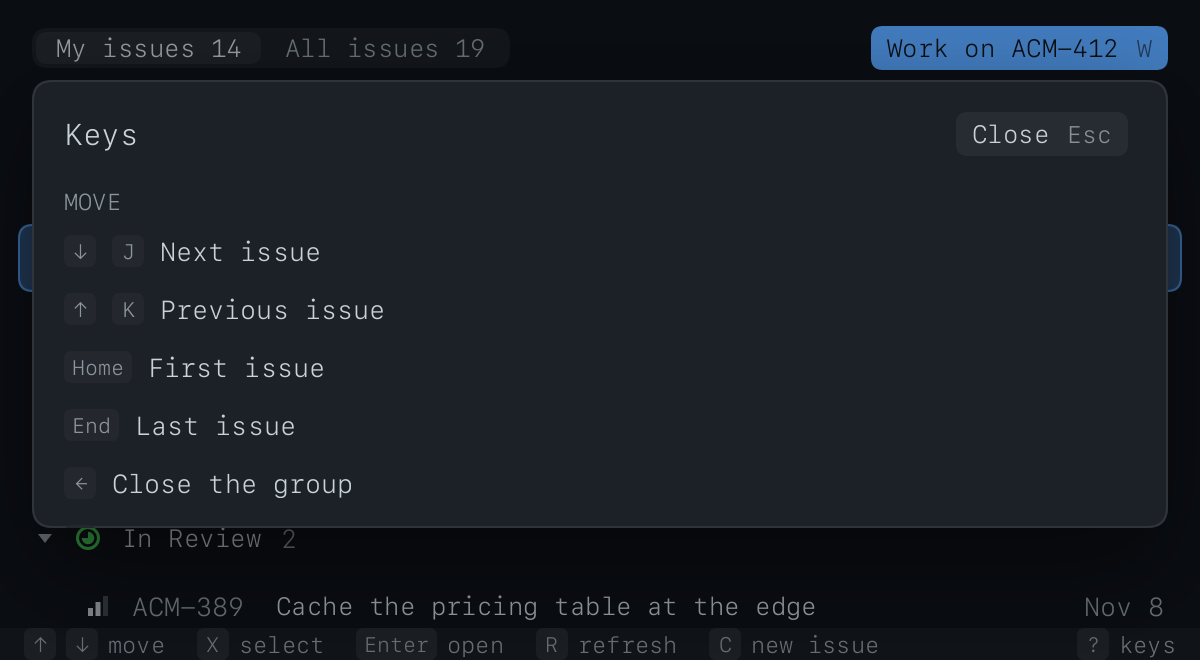 My issues 14 All issues 19 Work on ACM–412 W
Keys Close Esc
MOVE
↓ J Next issue
↑ K Previous issue
Home First issue
End Last issue
← Close the group
In Review 2
ACM–389 Cache the pricing table at the edge Nov 8
↑ ↓ move X select Enter open R refresh C new issue ? keys